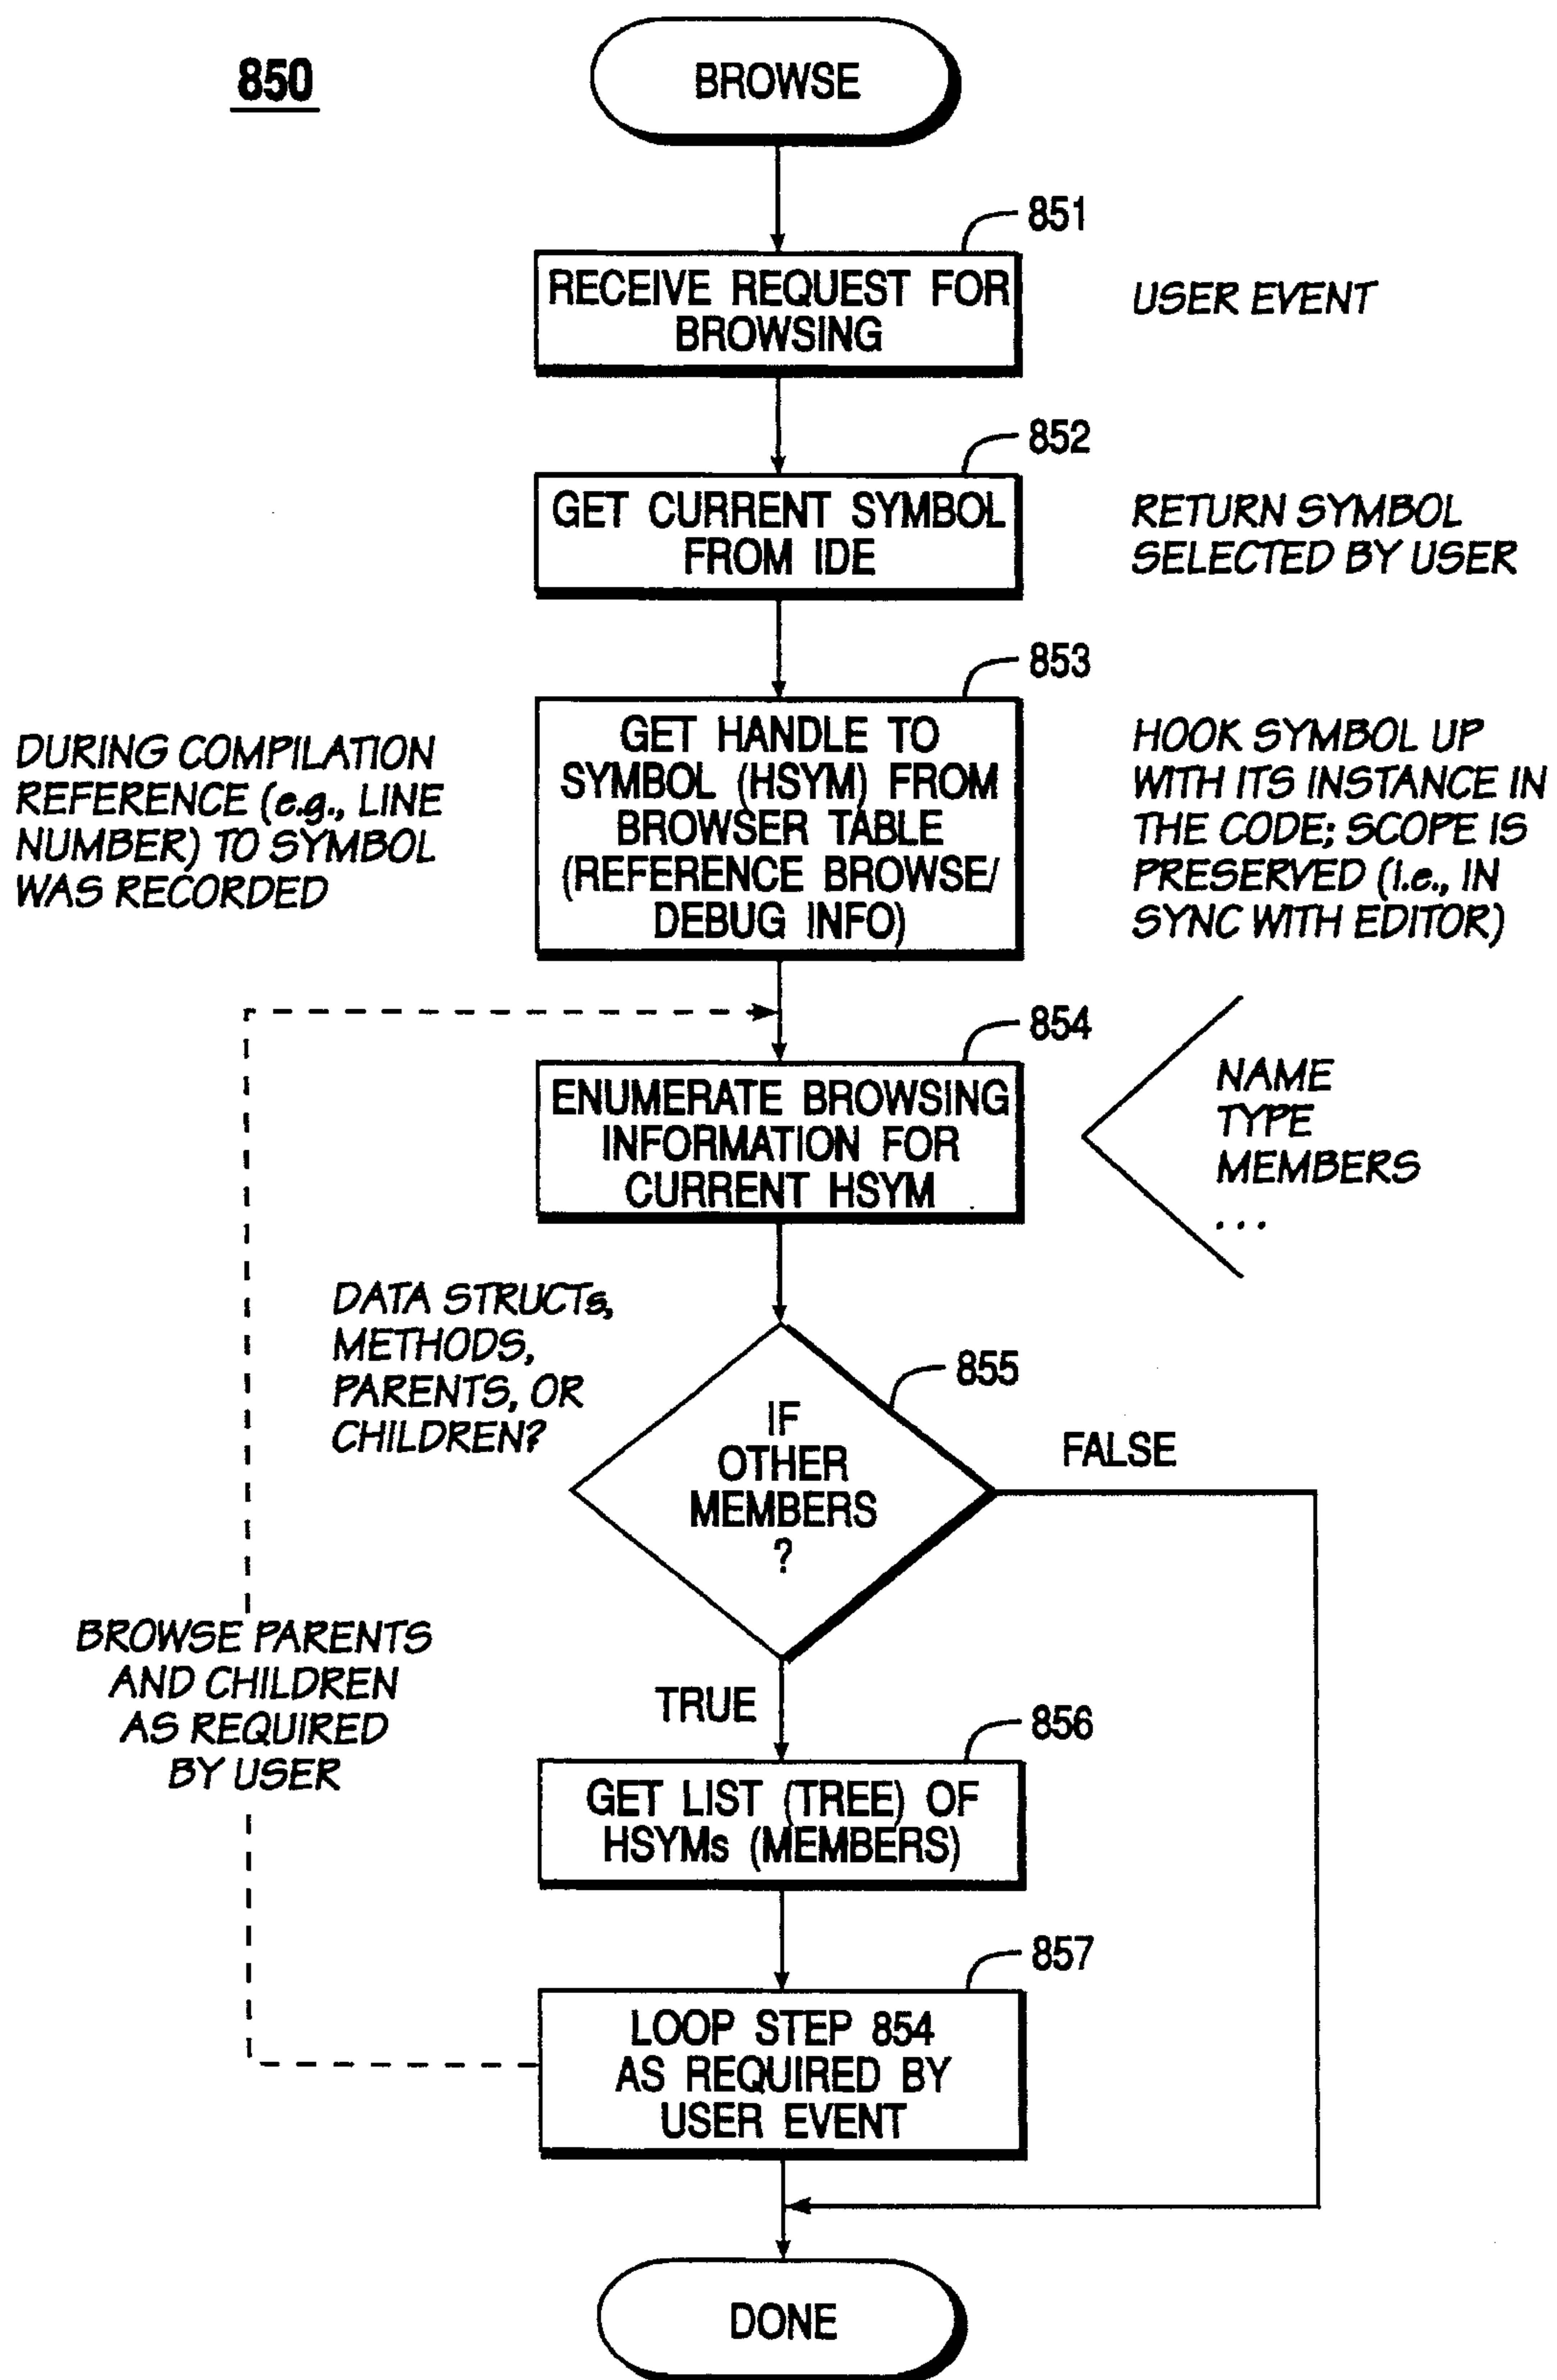 850
BROWSE
851
RECEIVE REQUEST FOR
BROWSING
USER EVENT
852
GET CURRENT SYMBOL
FROM IDE
RETURN SYMBOL
SELECTED BY USER
853
DURING COMPILATION
REFERENCE (e.g., LINE
NUMBER) TO SYMBOL
WAS RECORDED
GET HANDLE TO
SYMBOL (HSYM) FROM
BROWSER TABLE
(REFERENCE BROWSE/
DEBUG INFO)
HOOK SYMBOL UP
WITH ITS INSTANCE IN
THE CODE; SCOPE IS
PRESERVED (i.e., IN
SYNC WITH EDITOR)
854
ENUMERATE BROWSING
INFORMATION FOR
CURRENT HSYM
NAME
TYPE
MEMBERS
...
DATA STRUCTs,
METHODS,
PARENTS, OR
CHILDREN?
855
IF
OTHER
MEMBERS
?
FALSE
BROWSE PARENTS
AND CHILDREN
AS REQUIRED
BY USER
TRUE
856
GET LIST (TREE) OF
HSYMs (MEMBERS)
857
LOOP STEP 854
AS REQUIRED BY
USER EVENT
DONE